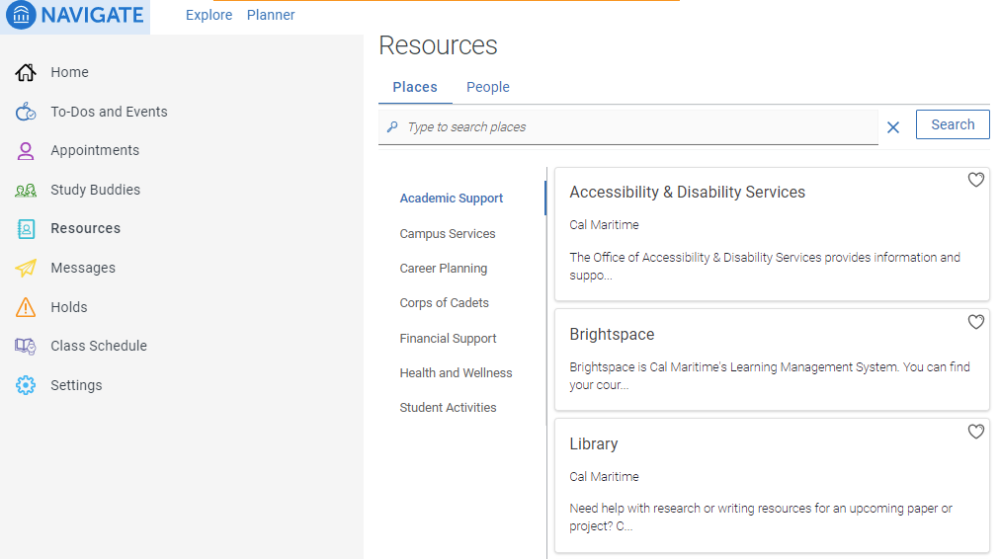 NAVIGATE
Explore
Planner
Home
To-Dos and Events
Appointments
Study Buddies
Resources
Messages
Holds
Class Schedule
Settings
Resources
Places
People
Type to search places
Search
Academic Support
Campus Services
Career Planning
Corps of Cadets
Financial Support
Health and Wellness
Student Activities
Accessibility & Disability Services
Cal Maritime
The Office of Accessibility & Disability Services provides information and
suppo...
Brightspace
Brightspace is Cal Maritime's Learning Management System. You can find
your cour...
Library
Cal Maritime
Need help with research or writing resources for an upcoming paper or
project? C...